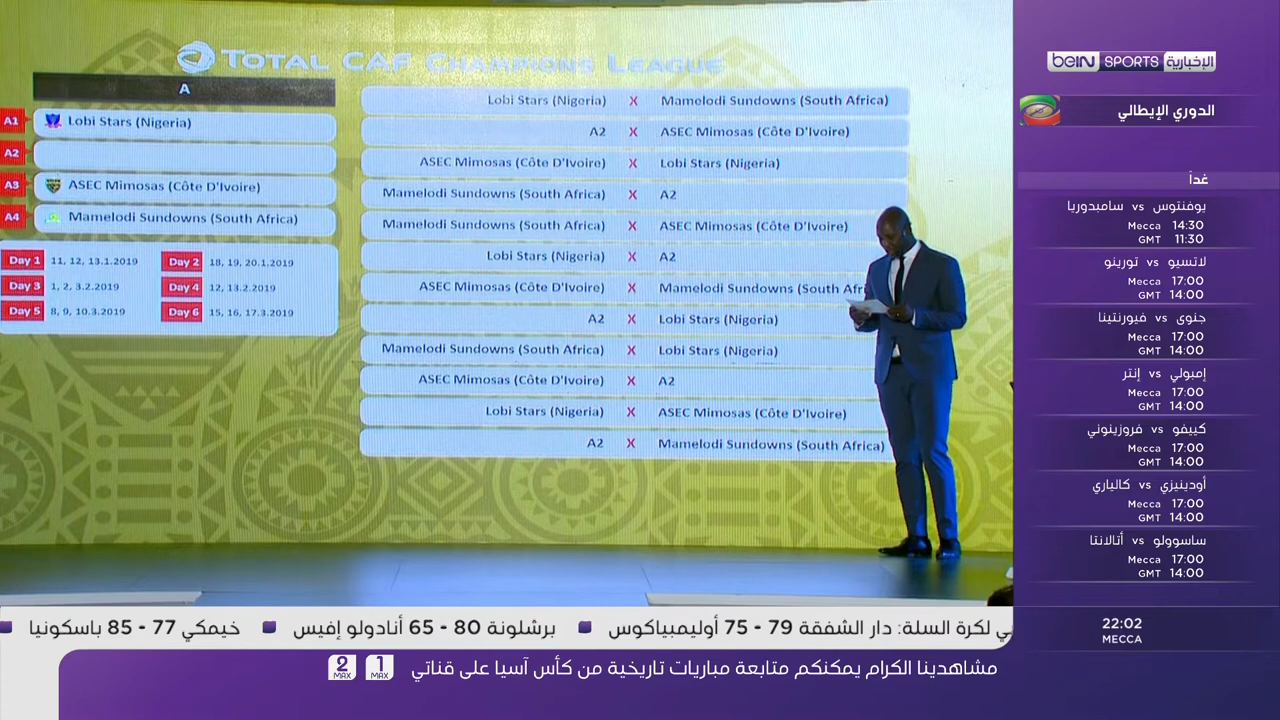 TOTAL CAF CHAMPIONS LEAGUE
A
A1 Lobi Stars (Nigeria)
A2
A3 ASEC Mimosas (Côte D'Ivoire)
A4 Mamelodi Sundowns (South Africa)
Day 1 11, 12, 13.1.2019 Day 2 18, 19, 20.1.2019
Day 3 1, 2, 3.2.2019 Day 4 12, 13.2.2019
Day 5 8, 9, 10.3.2019 Day 6 15, 16, 17.3.2019
Lobi Stars (Nigeria) X Mamelodi Sundowns (South Africa)
A2 X ASEC Mimosas (Côte D'Ivoire)
ASEC Mimosas (Côte D'Ivoire) X Lobi Stars (Nigeria)
Mamelodi Sundowns (South Africa) X A2
Mamelodi Sundowns (South Africa) X ASEC Mimosas (Côte D'Ivoire)
Lobi Stars (Nigeria) X A2
ASEC Mimosas (Côte D'Ivoire) X Mamelodi Sundowns (South Afr
A2 X Lobi Stars (Nigeria)
Mamelodi Sundowns (South Africa) X Lobi Stars (Nigeria)
ASEC Mimosas (Côte D'Ivoire) X A2
Lobi Stars (Nigeria) X ASEC Mimosas (Côte D'Ivoire)
A2 X Mamelodi Sundowns (South Africa)
beIN SPORTS الإخبارية
الدوري الإيطالي
غداً
يوفنتوس vs سامبدوريا
Mecca 14:30
GMT 11:30
لاتسيو vs تورينو
Mecca 17:00
GMT 14:00
جنوى vs فيورنتينا
Mecca 17:00
GMT 14:00
إمبولي vs إنتر
Mecca 17:00
GMT 14:00
كييفو vs فروزينوني
Mecca 17:00
GMT 14:00
أودينيزي vs كالياري
Mecca 17:00
GMT 14:00
ساسوولو vs أتالانتا
Mecca 17:00
GMT 14:00
22:02
MECCA
ي لكرة السلة: دار الشفقة 79 - 75 أوليمبياكوس برشلونة 80 - 65 أنادولو إفيس خيمكي 77 - 85 باسكونيا
مشاهدينا الكرام يمكنكم متابعة مباريات تاريخية من كأس آسيا على قناتي 1 MAX 2 MAX